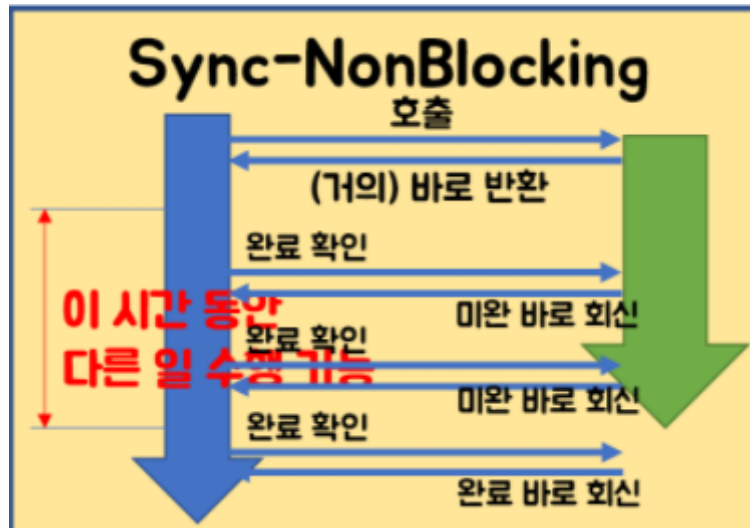 Sync-NonBlocking
호출
(거의) 바로 반환
완료 확인
이 시간 동안
미완 바로 회신
완료 확인
다른 일 수행 가능
미완 바로 회신
완료 확인
완료 바로 회신